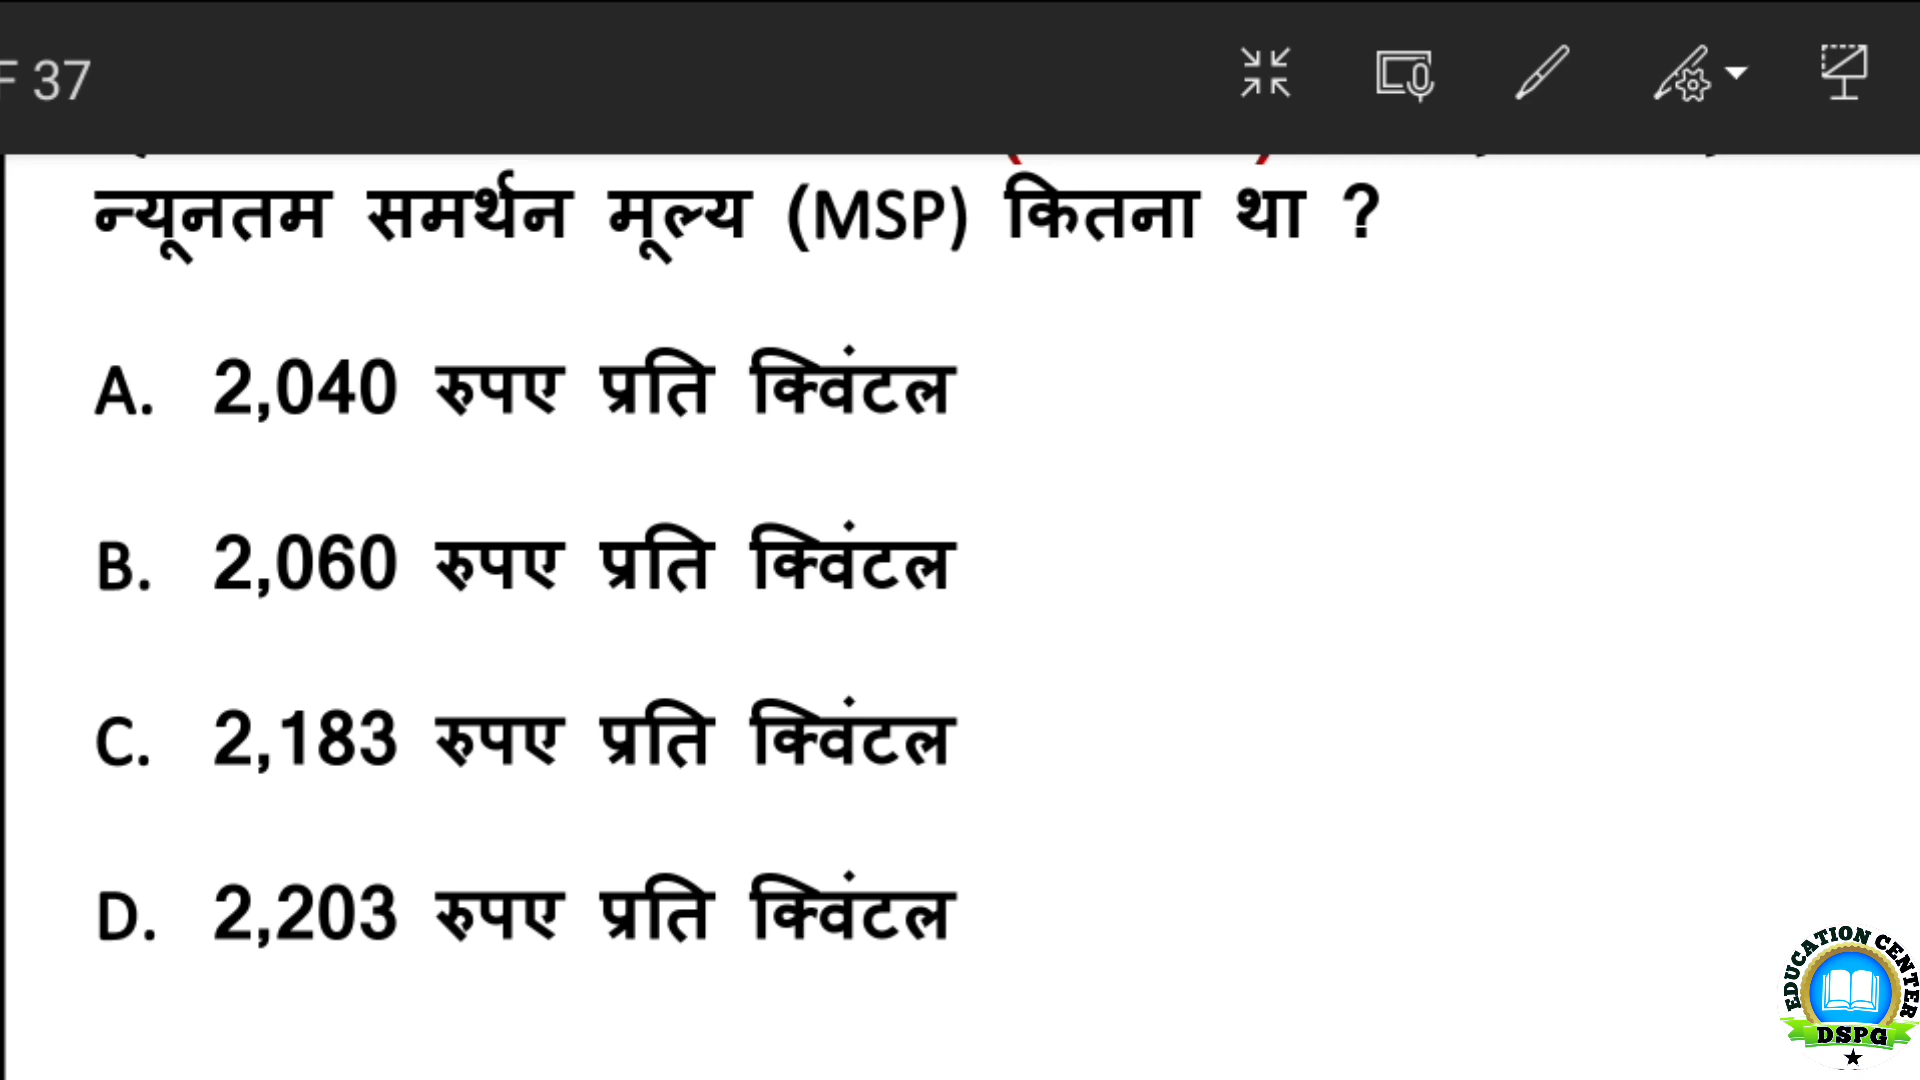 F 37
न्यूनतम समर्थन मूल्य (MSP) कितना था ?
A. 2,040 रुपए प्रति क्विंटल
B. 2,060 रुपए प्रति क्विंटल
C. 2,183 रुपए प्रति क्विंटल
D. 2,203 रुपए प्रति क्विंटल
EDUCATION CENTER
DSPG